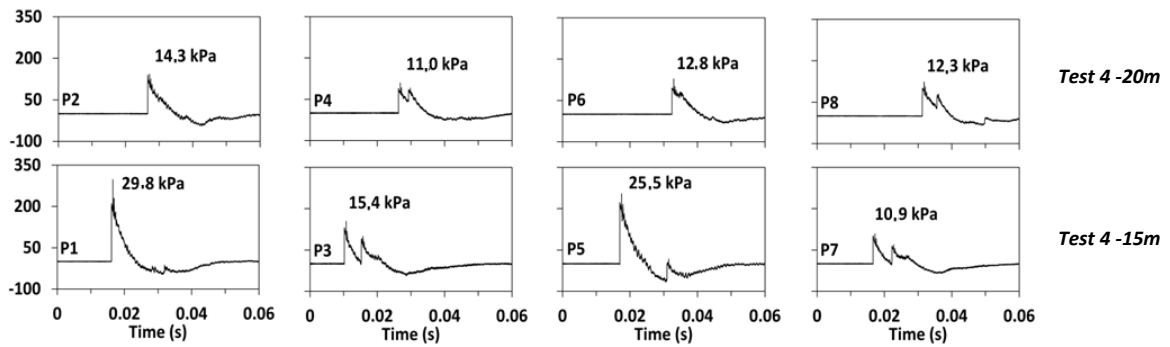 350
200
50
-100
P2
14,3 kPa
P4
11,0 kPa
P6
12,8 kPa
P8
12,3 kPa
Test 4 -20m
350
200
50
-100
P1
29,8 kPa
P3
15,4 kPa
P5
25,5 kPa
P7
10,9 kPa
Test 4 -15m
0 0.02 0.04 0.06
Time (s)
0 0.02 0.04 0.06
Time (s)
0 0.02 0.04 0.06
Time (s)
0 0.02 0.04 0.06
Time (s)